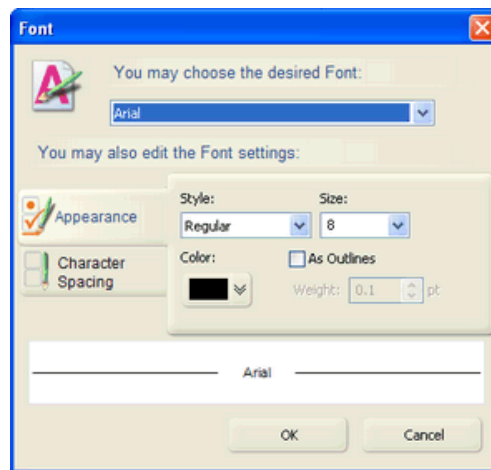 Font
You may choose the desired Font:
Arial
You may also edit the Font settings:
Appearance
Character
Spacing
Style:
Size:
Regular
8
Color:
As Outlines
Weight: 0.1 pt
Arial
OK
Cancel